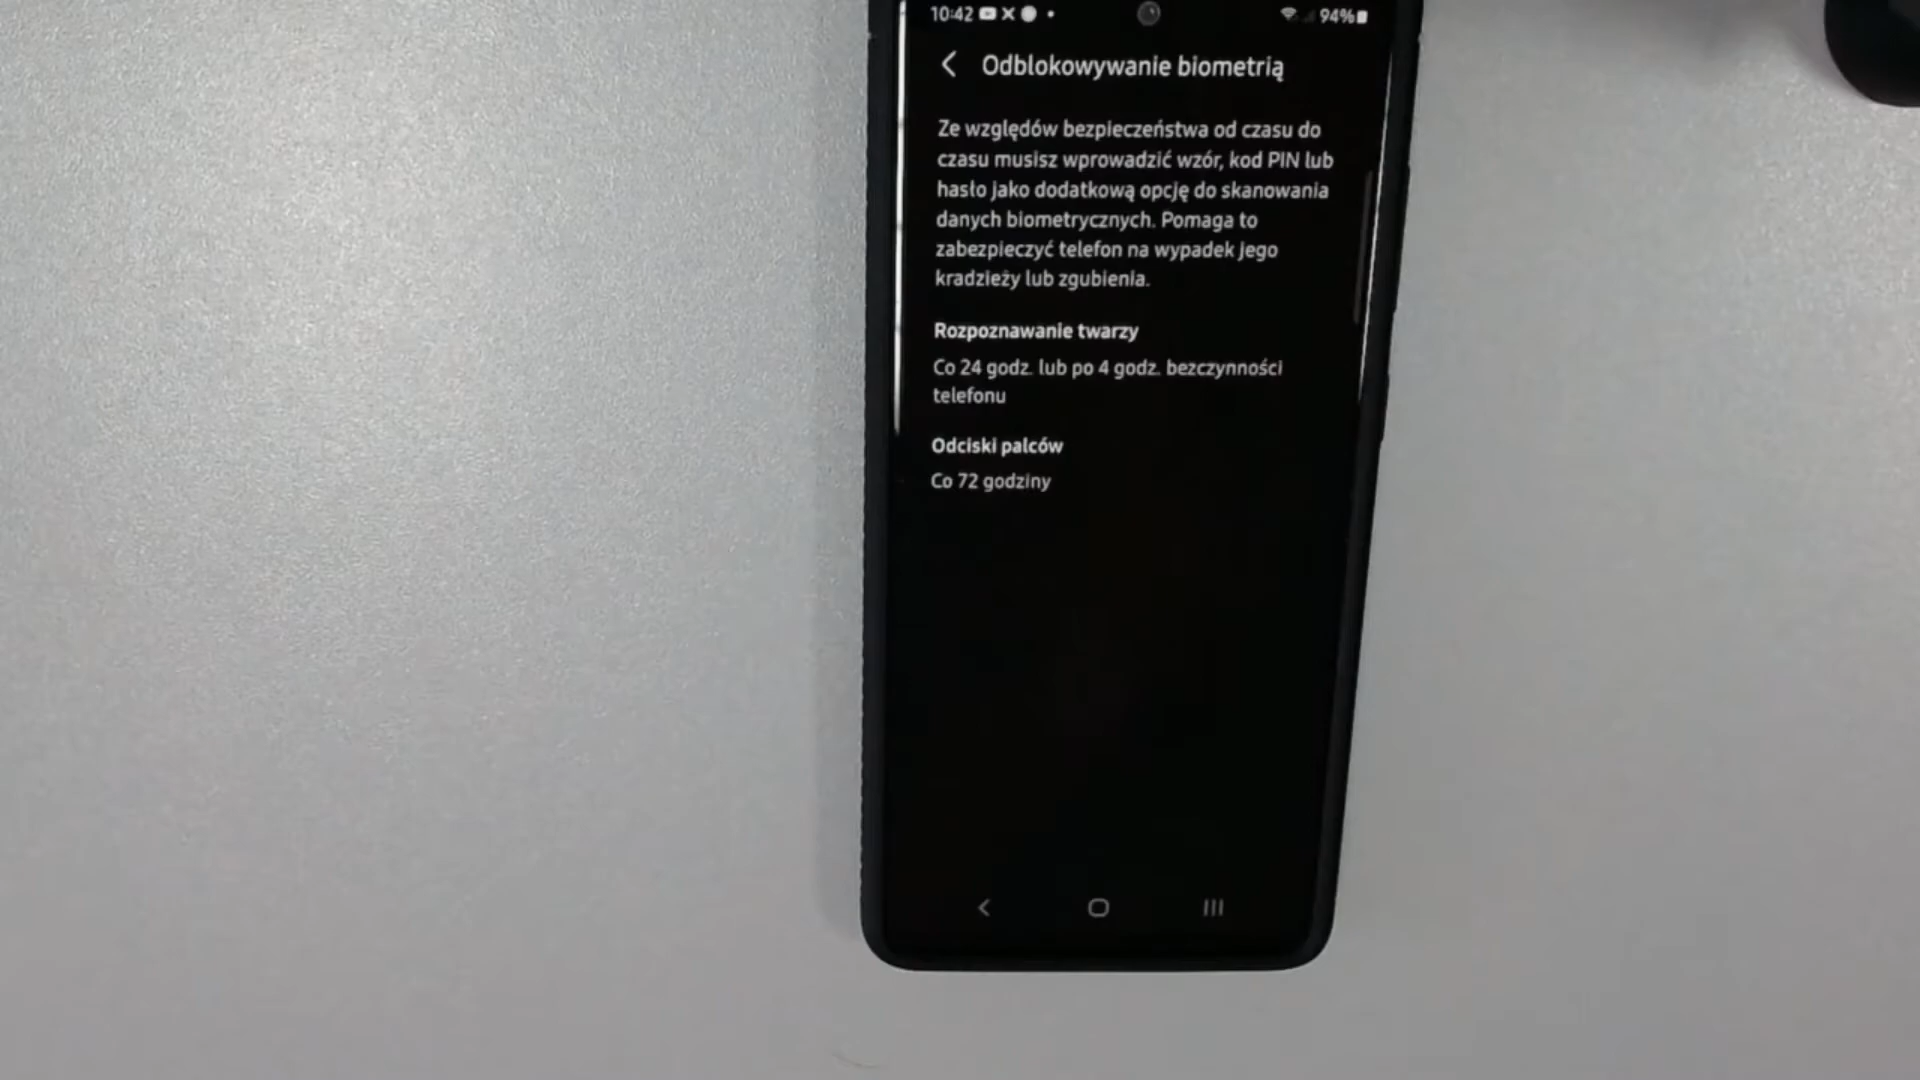 10:42
94%
Odblokowywanie biometrią
Ze względów bezpieczeństwa od czasu do
czasu musisz wprowadzić wzór, kod PIN lub
hasło jako dodatkową opcję do skanowania
danych biometrycznych. Pomaga to
zabezpieczyć telefon na wypadek jego
kradzieży lub zgubienia.
Rozpoznawanie twarzy
Co 24 godz. lub po 4 godz. bezczynności
telefonu
Odciski palców
Co 72 godziny